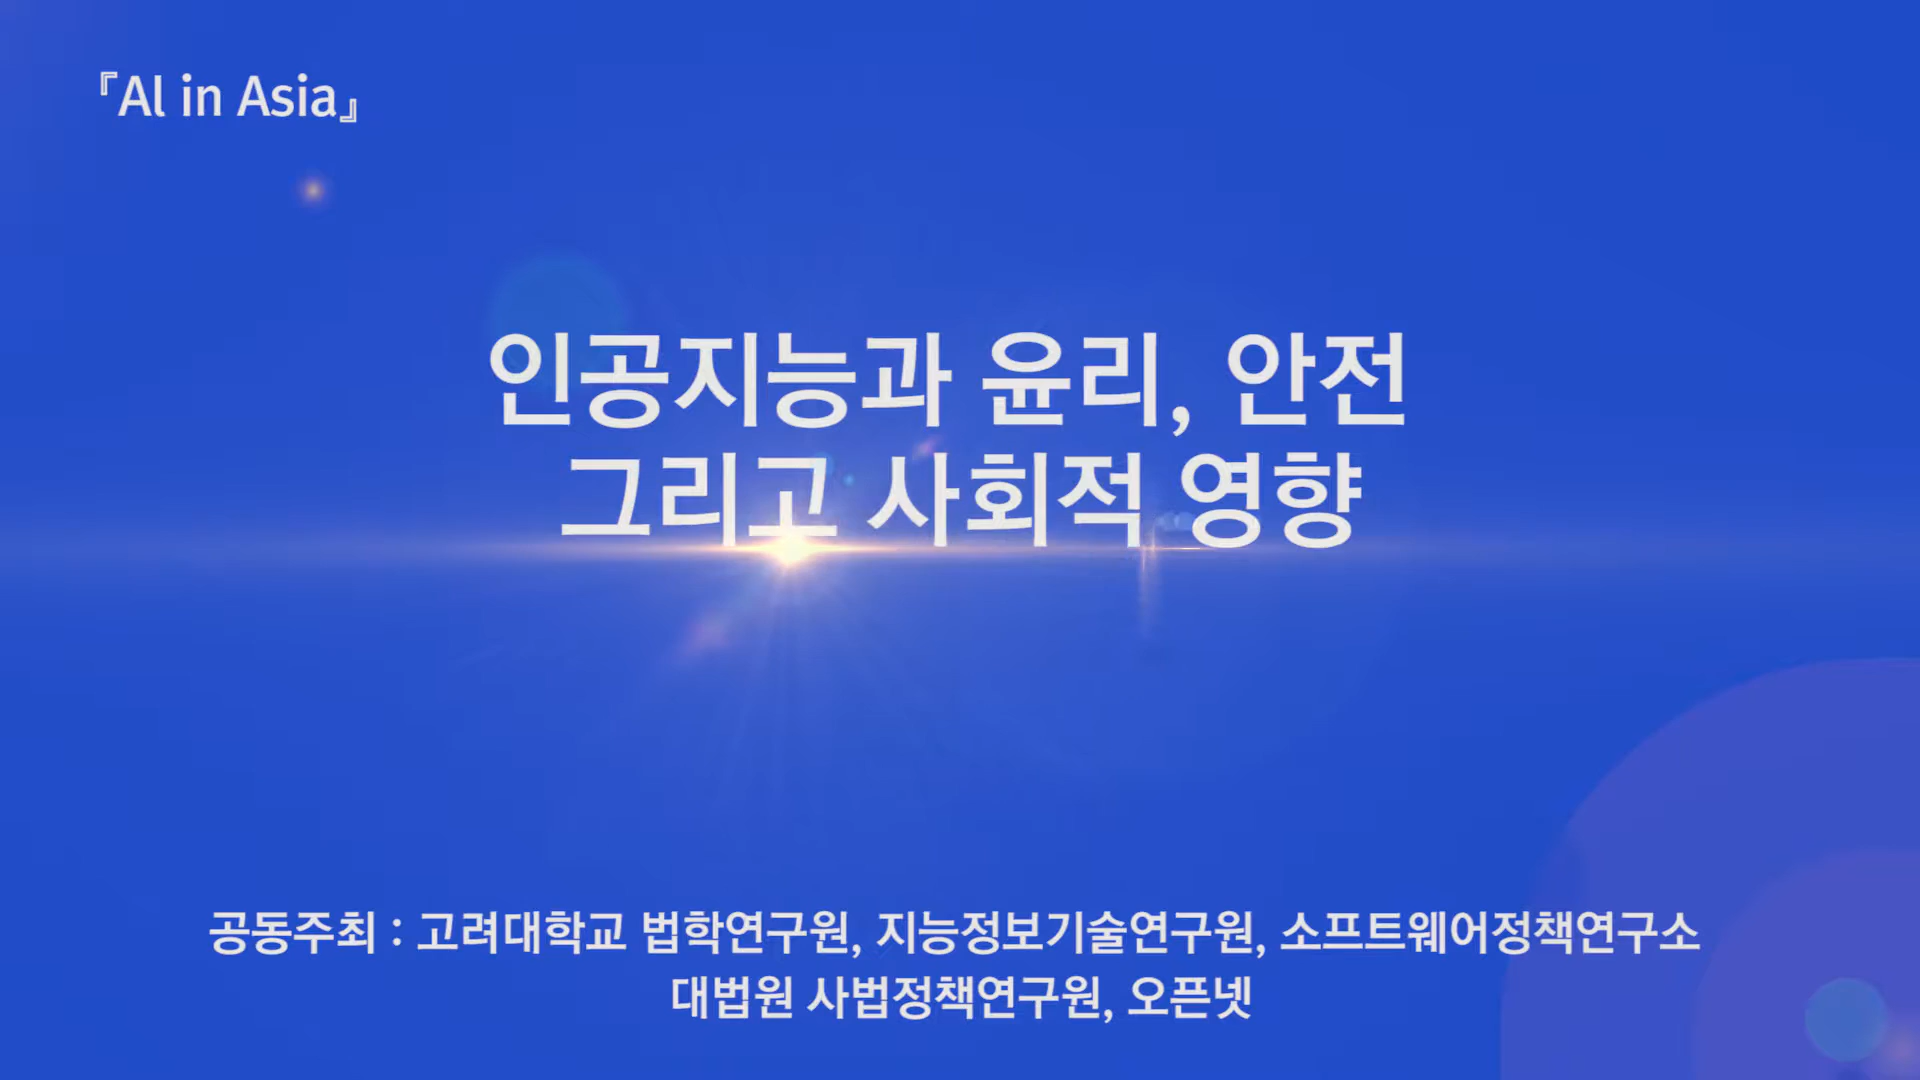 『AI in Asia』
인공지능과 윤리, 안전
그리고 사회적 영향
공동주최 : 고려대학교 법학연구원, 지능정보기술연구원, 소프트웨어정책연구소
대법원 사법정책연구원, 오픈넷